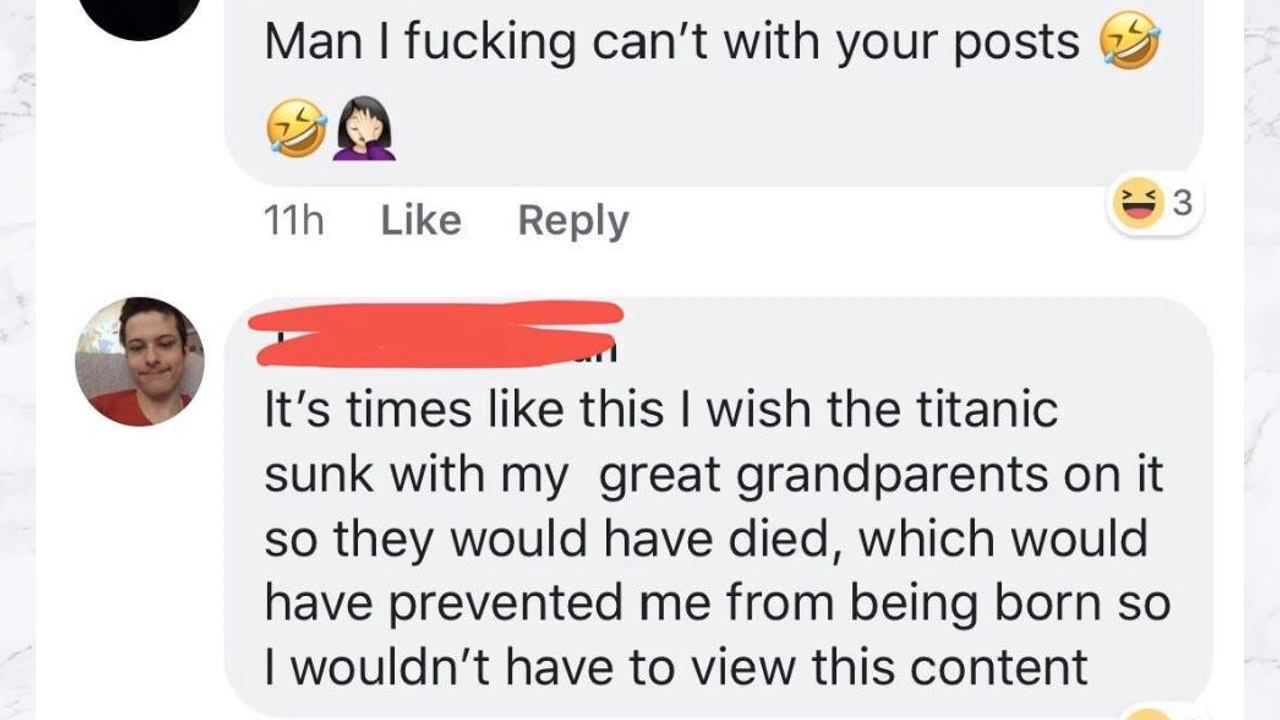 Man I fucking can't with your posts 🤣
🤣🤦🏻‍♀️
11h Like Reply 3
It's times like this I wish the titanic
sunk with my great grandparents on it
so they would have died, which would
have prevented me from being born so
I wouldn't have to view this content